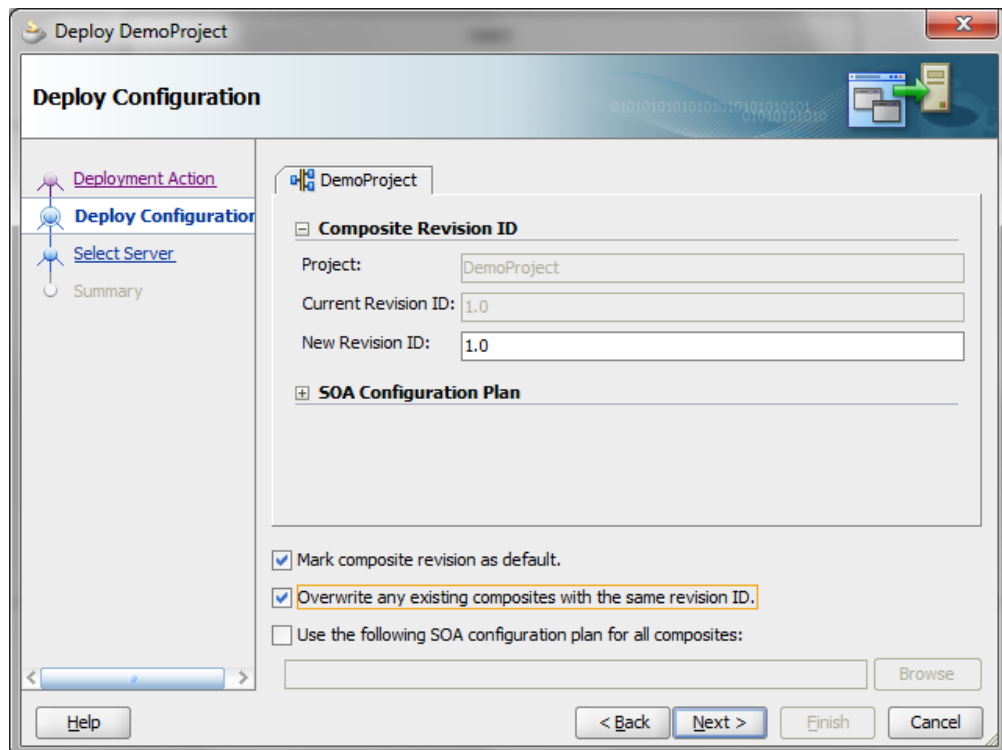 Deploy DemoProject
Deploy Configuration
010101010101010101010101
01010101010
Deployment Action
Deploy Configuration
Select Server
Summary
DemoProject
Composite Revision ID
Project:
DemoProject
Current Revision ID:
1.0
New Revision ID:
1.0
SOA Configuration Plan
Mark composite revision as default.
Overwrite any existing composites with the same revision ID.
Use the following SOA configuration plan for all composites:
Browse
Help
< Back
Next >
Finish
Cancel